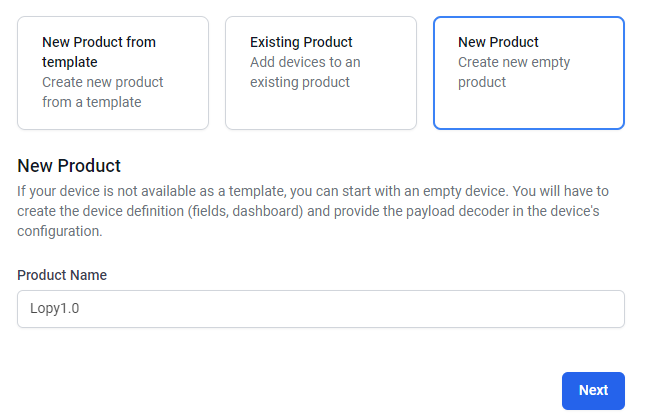 New Product from
template
Create new product
from a template
Existing Product
Add devices to an
existing product
New Product
Create new empty
product
New Product
If your device is not available as a template, you can start with an empty device. You will have to
create the device definition (fields, dashboard) and provide the payload decoder in the device's
configuration.
Product Name
Lopy1.0
Next